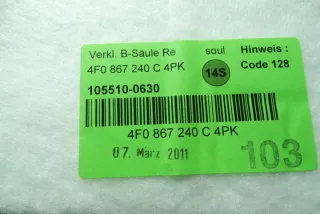 Verkl. B-Säule Re soul Hinweis :
4F0 867 240 C 4PK 14S Code 128
105510-0630
4F0 867 240 C 4PK
07. März 2011
103